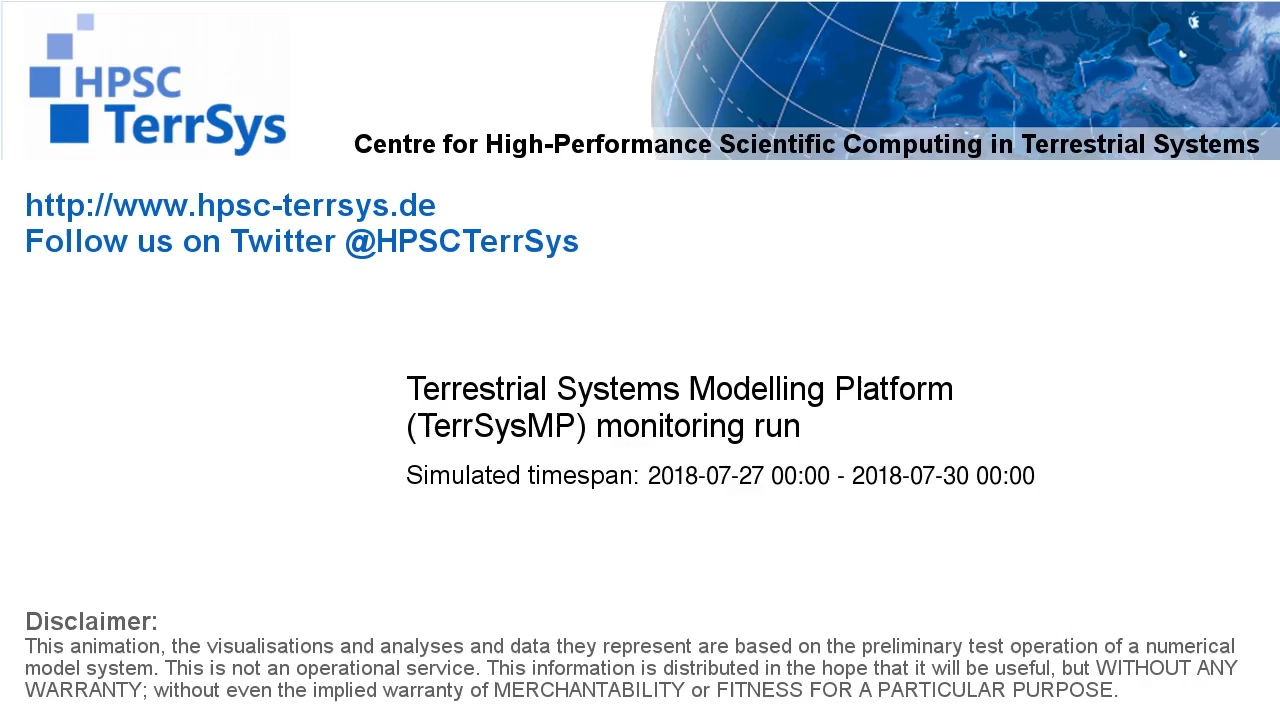 HPSC
TerrSys
Centre for High-Performance Scientific Computing in Terrestrial Systems
http://www.hpsc-terrsys.de
Follow us on Twitter @HPSCTerrSys
Terrestrial Systems Modelling Platform
(TerrSysMP) monitoring run
Simulated timespan: 2018-07-27 00:00 - 2018-07-30 00:00
Disclaimer:
This animation, the visualisations and analyses and data they represent are based on the preliminary test operation of a numerical
model system. This is not an operational service. This information is distributed in the hope that it will be useful, but WITHOUT ANY
WARRANTY; without even the implied warranty of MERCHANTABILITY or FITNESS FOR A PARTICULAR PURPOSE.